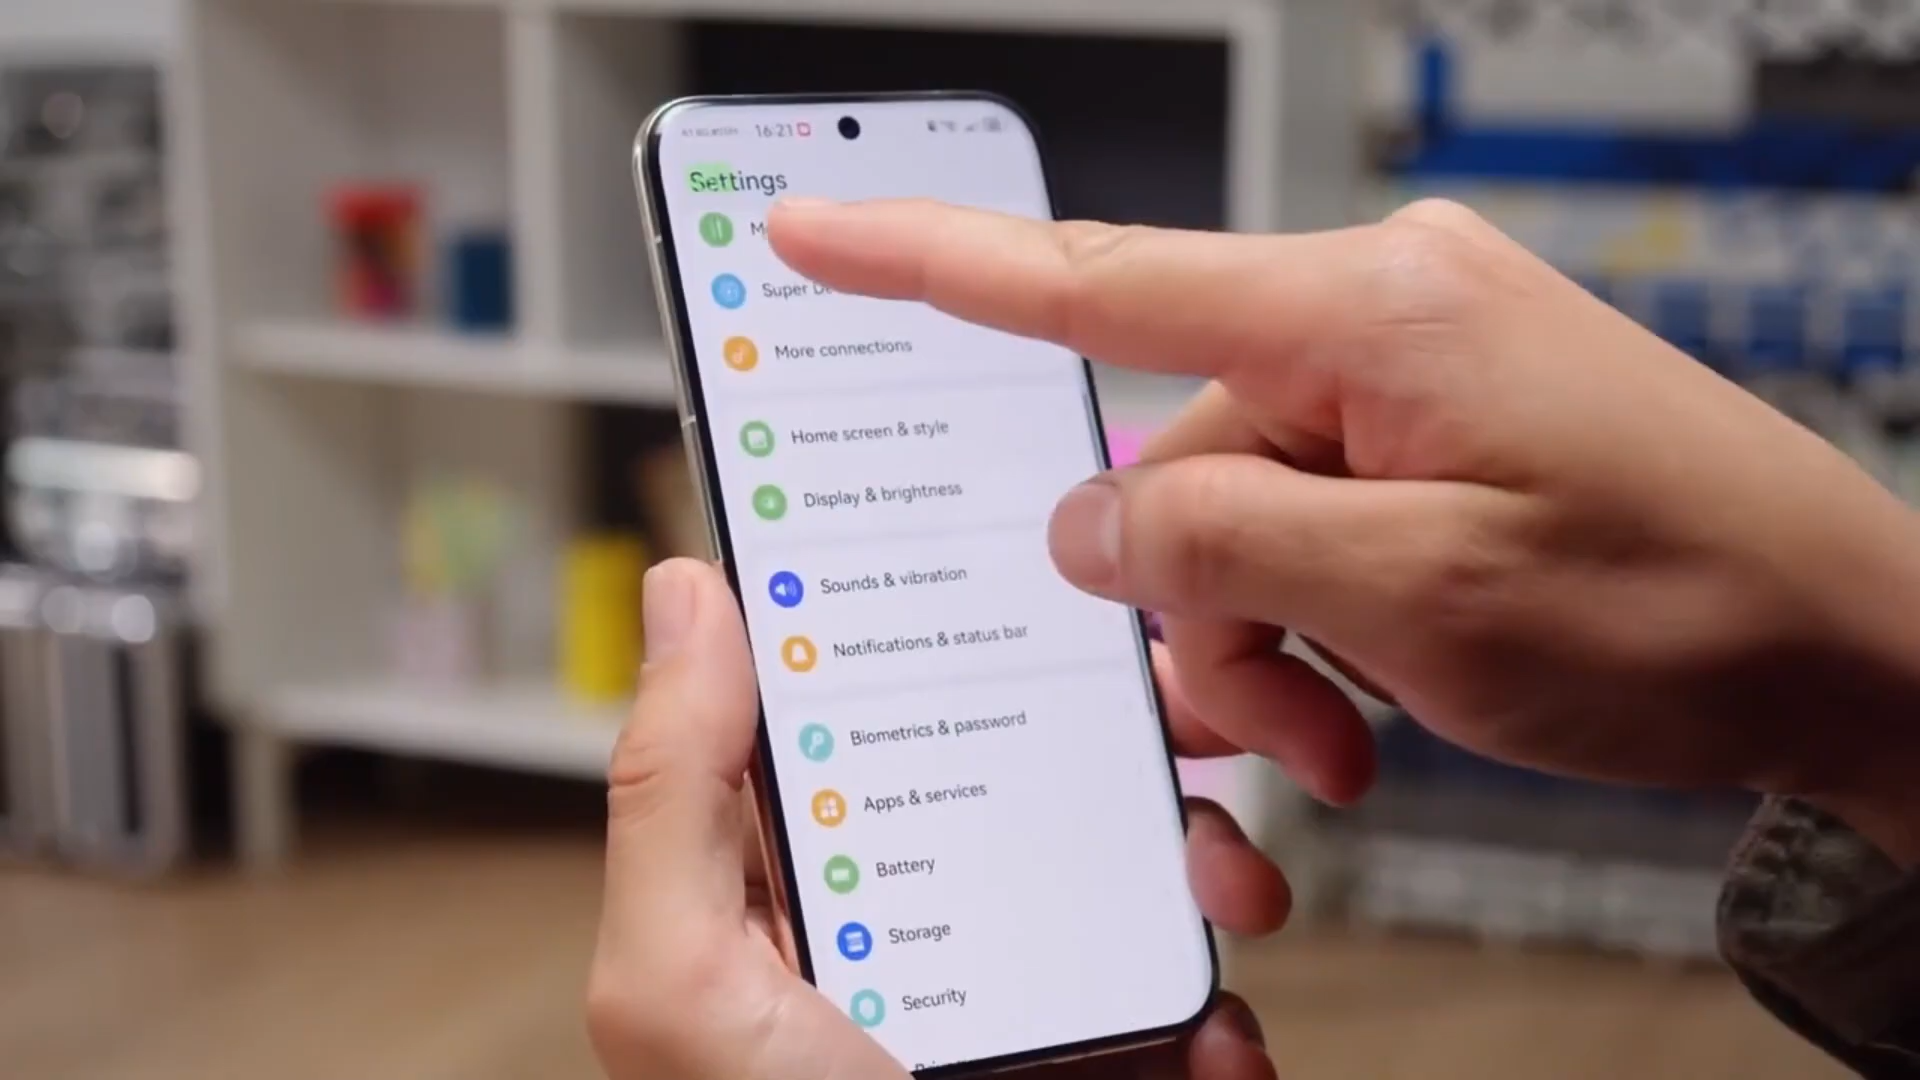 16:21
Settings
Super
More connections
Home screen & style
Display & brightness
Sounds & vibration
Notifications & status bar
Biometrics & password
Apps & services
Battery
Storage
Security